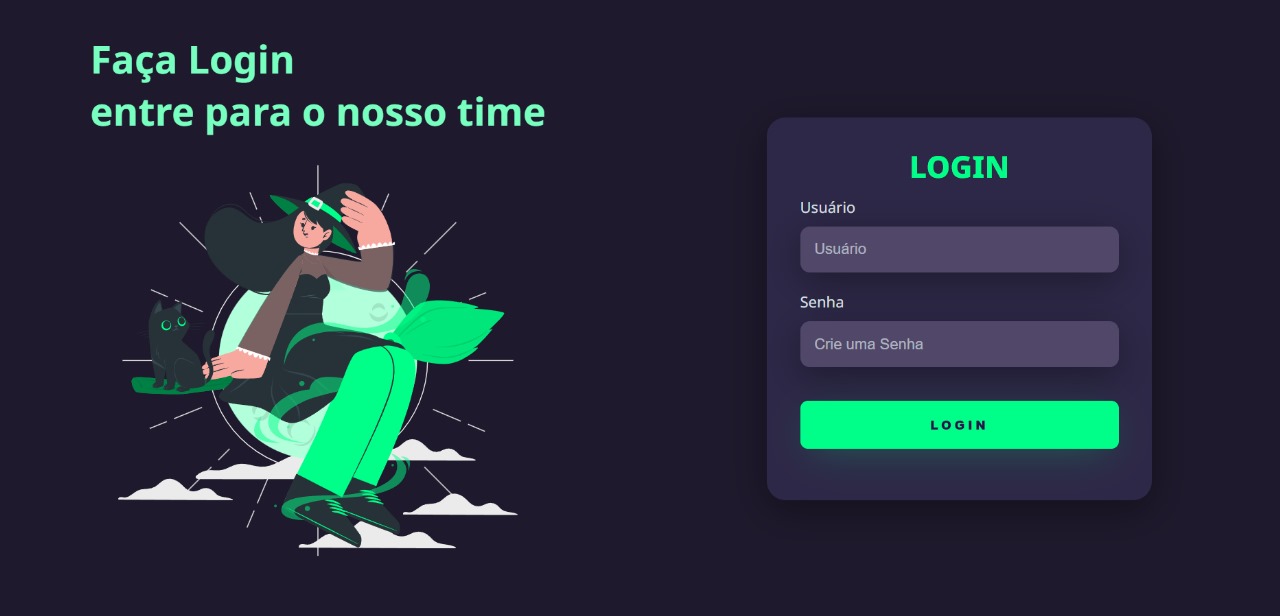 Faça Login
entre para o nosso time
LOGIN
Usuário
Usuário
Senha
Crie uma Senha
LOGIN